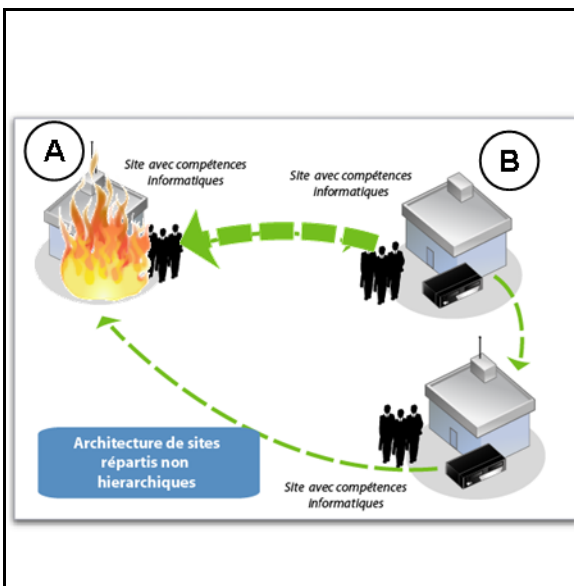 A
B
Site avec compétences
informatiques
Site avec compétences
informatiques
Architecture de sites
répartis non
hierarchiques
Site avec compétences
informatiques